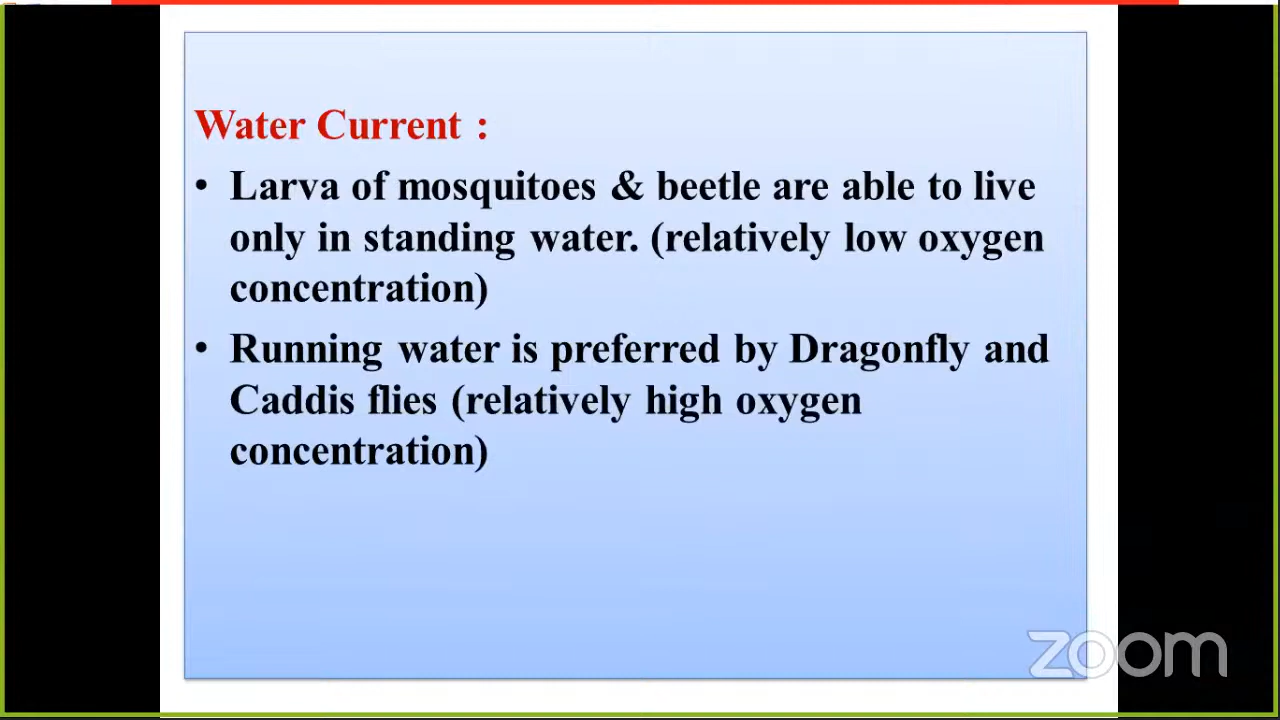 Water Current :
• Larva of mosquitoes & beetle are able to live
only in standing water. (relatively low oxygen
concentration)
• Running water is preferred by Dragonfly and
Caddis flies (relatively high oxygen
concentration)
zoom